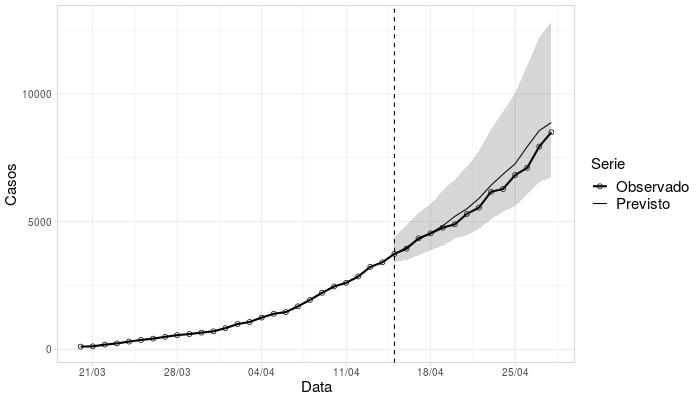 10000
5000
0
Casos
21/03
28/03
04/04
11/04
18/04
25/04
Data
Serie
Observado
Previsto